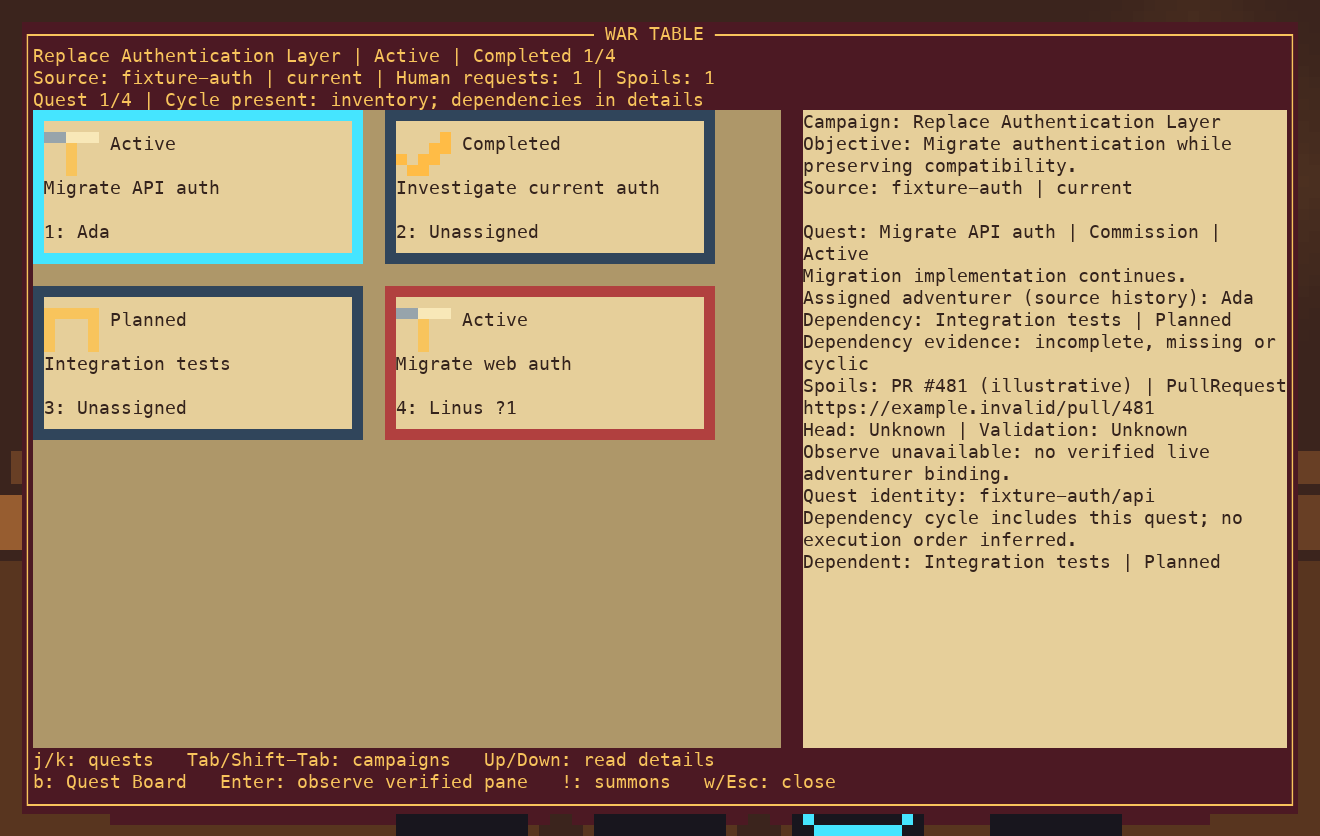 WAR TABLE
Replace Authentication Layer | Active | Completed 1/4
Source: fixture-auth | current | Human requests: 1 | Spoils: 1
Quest 1/4 | Cycle present: inventory; dependencies in details
Active
Migrate API auth
1: Ada
Completed
Investigate current auth
2: Unassigned
Planned
Integration tests
3: Unassigned
Active
Migrate web auth
4: Linus ?1
Campaign: Replace Authentication Layer
Objective: Migrate authentication while
preserving compatibility.
Source: fixture-auth | current
Quest: Migrate API auth | Commission |
Active
Migration implementation continues.
Assigned adventurer (source history): Ada
Dependency: Integration tests | Planned
Dependency evidence: incomplete, missing or
cyclic
Spoils: PR #481 (illustrative) | PullRequest
https://example.invalid/pull/481
Head: Unknown | Validation: Unknown
Observe unavailable: no verified live
adventurer binding.
Quest identity: fixture-auth/api
Dependency cycle includes this quest; no
execution order inferred.
Dependent: Integration tests | Planned
j/k: quests   Tab/Shift-Tab: campaigns   Up/Down: read details
b: Quest Board   Enter: observe verified pane   !: summons   w/Esc: close